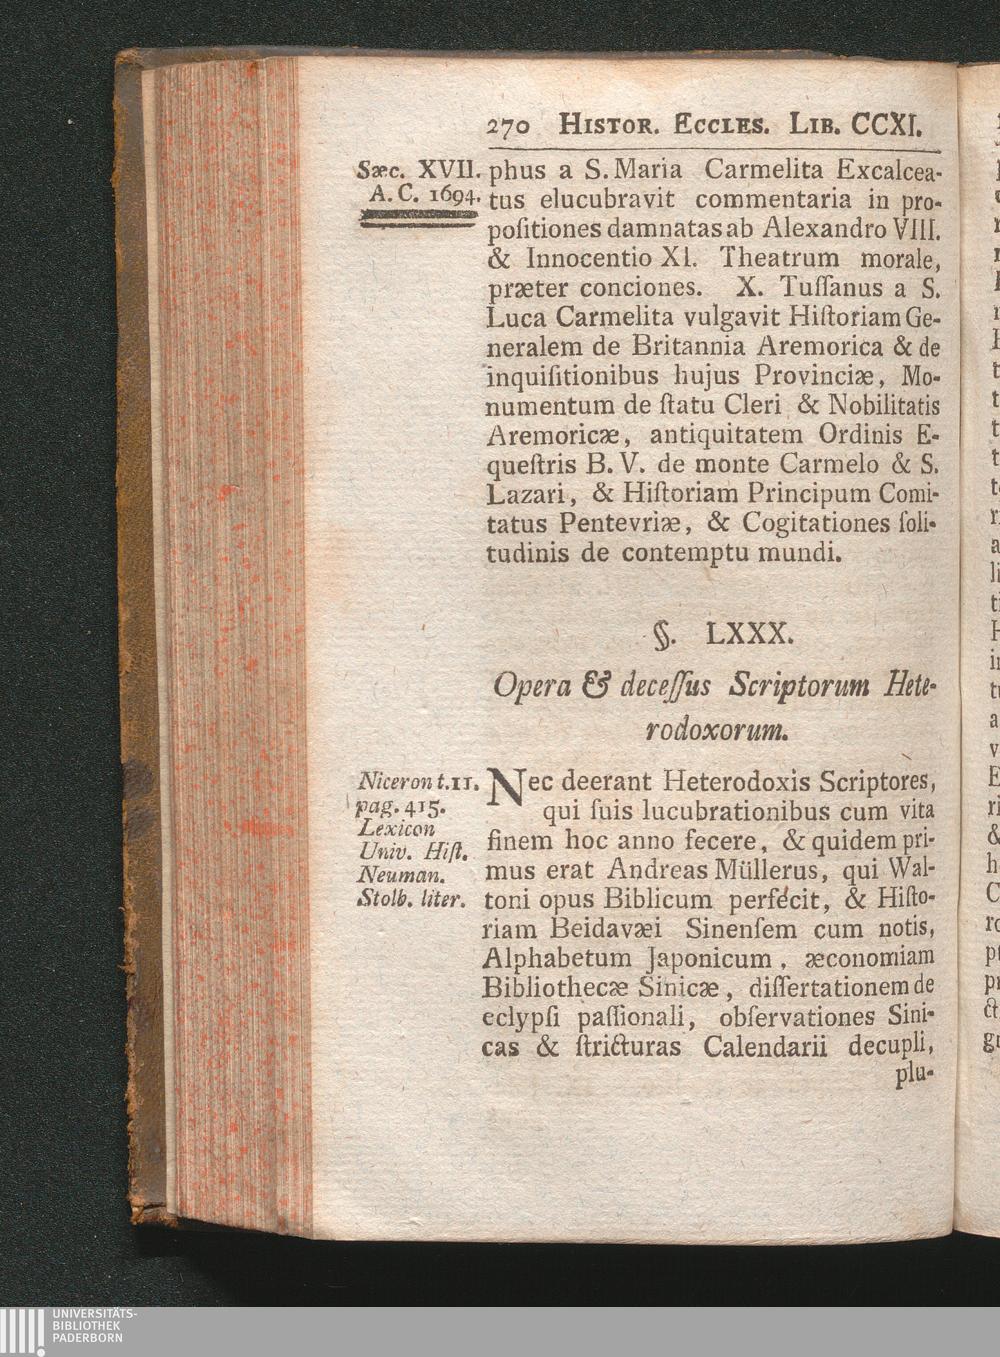 270 Histor. Eccles. Lib. CCXI.
Sæc. XVII.
A. C. 1694.
phus a S. Maria Carmelita Excalcea-
tus elucubravit commentaria in pro-
poſitiones damnatas ab Alexandro VIII.
& Innocentio XI. Theatrum morale,
præter conciones. X. Tuſſanus a S.
Luca Carmelita vulgavit Hiſtoriam Ge-
neralem de Britannia Aremorica & de
inquiſitionibus hujus Provinciæ, Mo-
numentum de ſtatu Cleri & Nobilitatis
Aremoricæ, antiquitatem Ordinis E-
queſtris B. V. de monte Carmelo & S.
Lazari, & Hiſtoriam Principum Comi-
tatus Pentevriæ, & Cogitationes ſoli-
tudinis de contemptu mundi.
§. LXXX.
Opera & deceſſus Scriptorum Hete-
rodoxorum.
Niceron t. 11.
pag. 415.
Lexicon
Univ. Hiſt.
Neuman.
Stolb. liter.
Nec deerant Heterodoxis Scriptores,
qui ſuis lucubrationibus cum vita
finem hoc anno fecere, & quidem pri-
mus erat Andreas Müllerus, qui Wal-
toni opus Biblicum perfécit, & Hiſto-
riam Beidavæi Sinenſem cum notis,
Alphabetum Japonicum, æconomiam
Bibliothecæ Sinicæ, diſſertationem de
eclypſi paſſionali, obſervationes Sini-
cas & ſtricturas Calendarii decupli,
plu-
UNIVERSITÄTS-
BIBLIOTHEK
PADERBORN